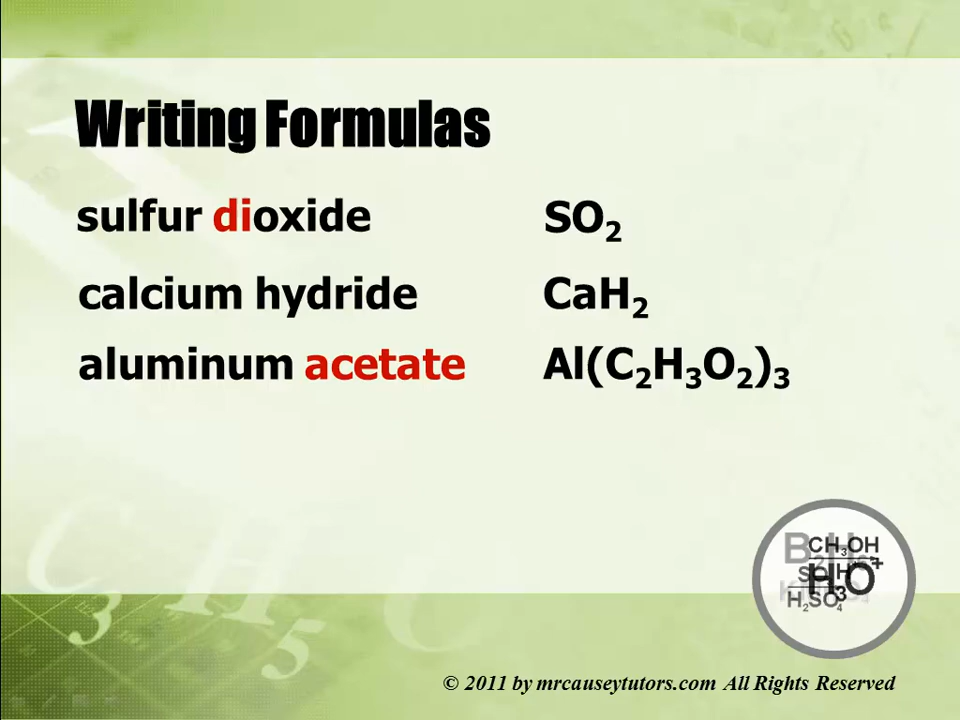 Writing Formulas
sulfur dioxide SO₂
calcium hydride CaH₂
aluminum acetate Al(C₂H₃O₂)₃
CH₃OH
H₃O⁺
H₂SO₄
© 2011 by mrcauseytutors.com All Rights Reserved